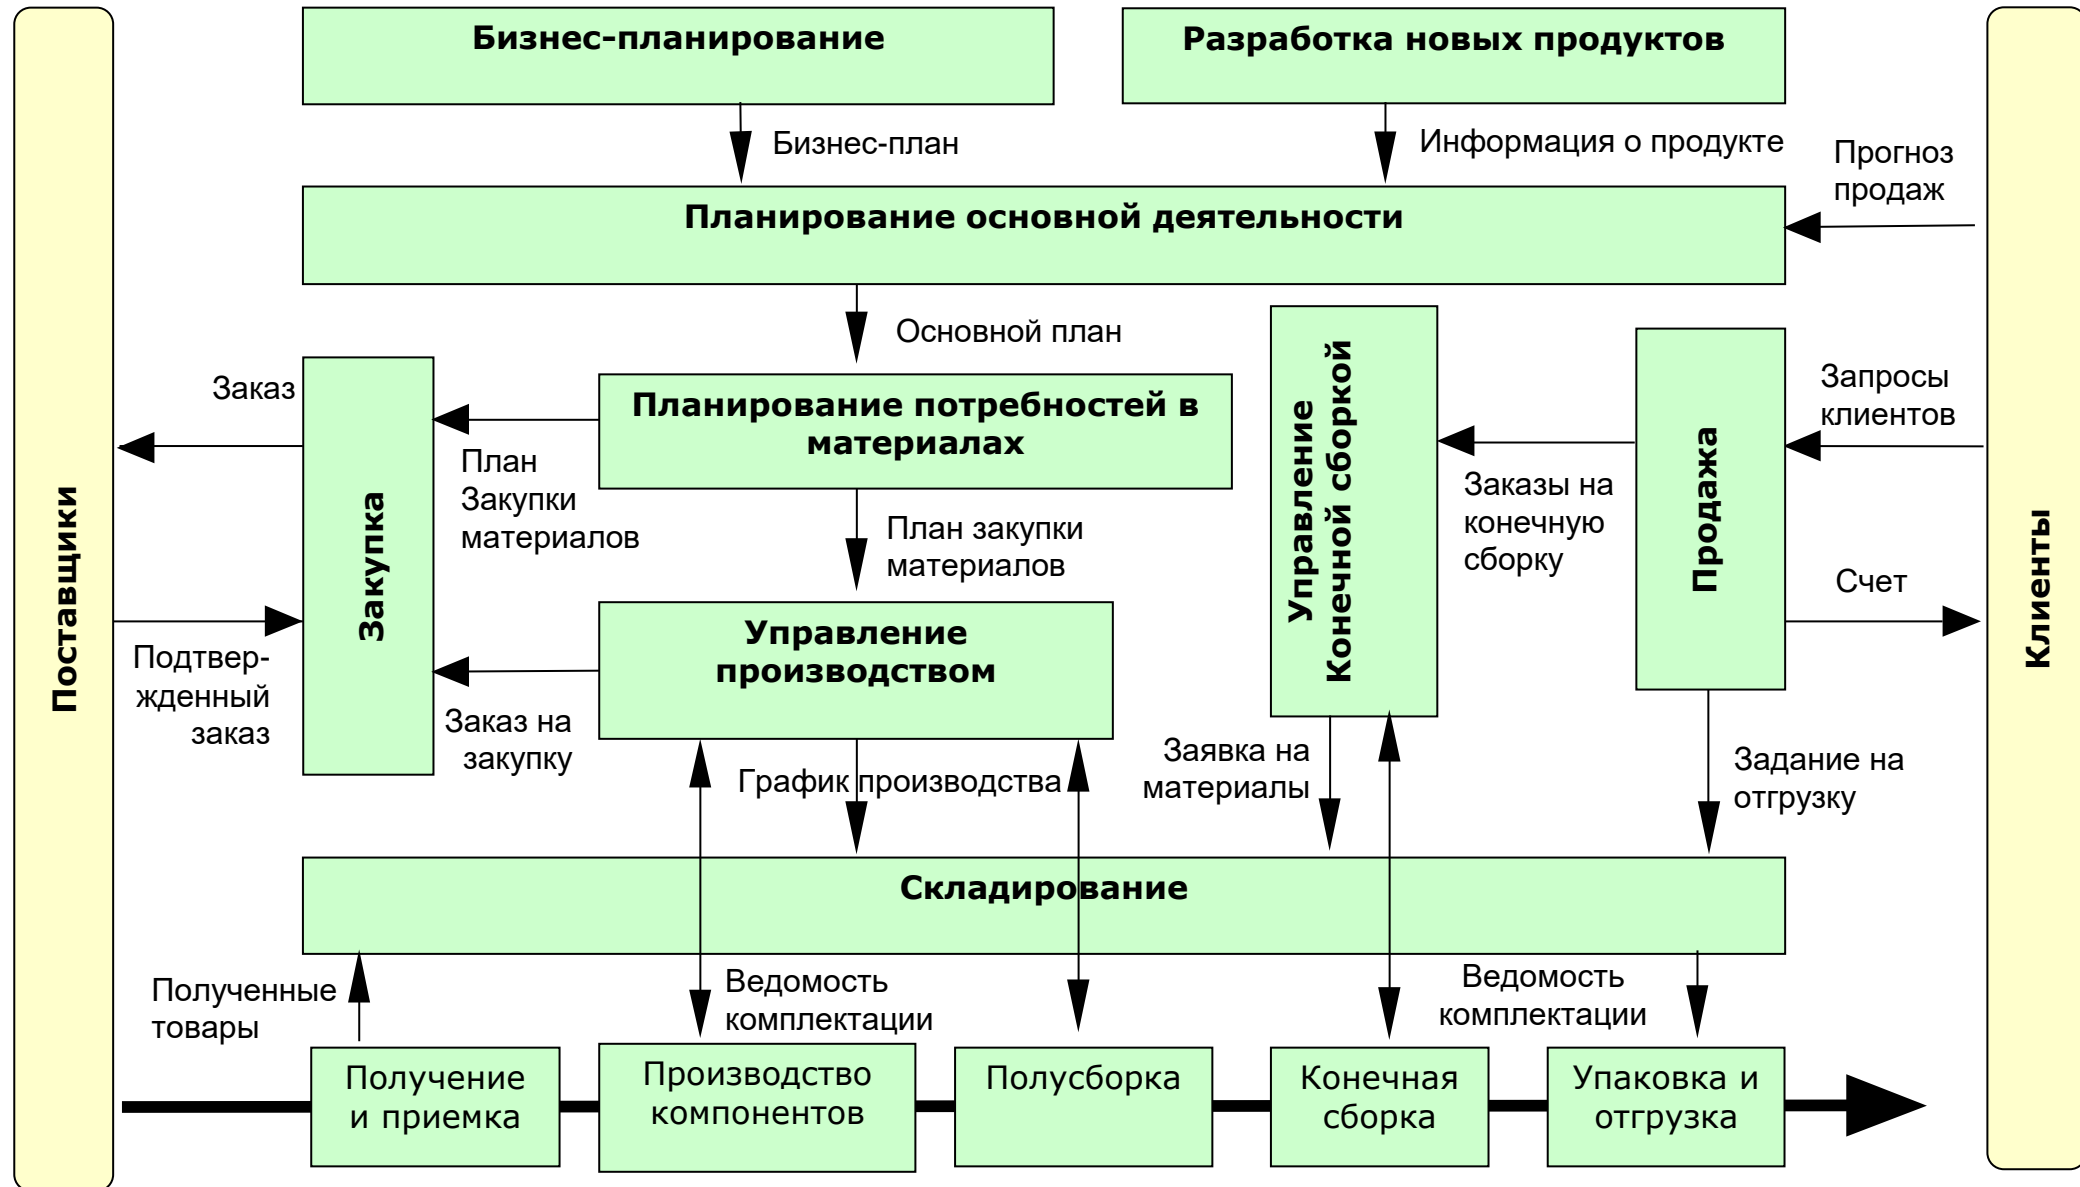 Бизнес-планирование
Разработка новых продуктов
Бизнес-план
Информация о продукте
Прогноз
продаж
Планирование основной деятельности
Основной план
Заказ
Планирование потребностей в
материалах
Управление
Конечной сборкой
Запросы
клиентов
План
Закупки
материалов
Заказы на
конечную
сборку
Продажа
Закупка
План закупки
материалов
Поставщики
Клиенты
Счет
Подтвер-
жденный
заказ
Управление
производством
Заказ на
закупку
График производства
Заявка на
материалы
Задание на
отгрузку
Складирование
Полученные
товары
Ведомость
комплектации
Ведомость
комплектации
Получение
и приемка
Производство
компонентов
Полусборка
Конечная
сборка
Упаковка и
отгрузка